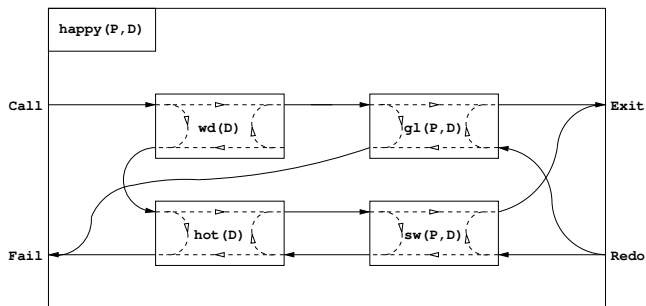 happy(P,D)
Call
Exit
wd(D)
gl(P,D)
hot(D)
sw(P,D)
Fail
Redo